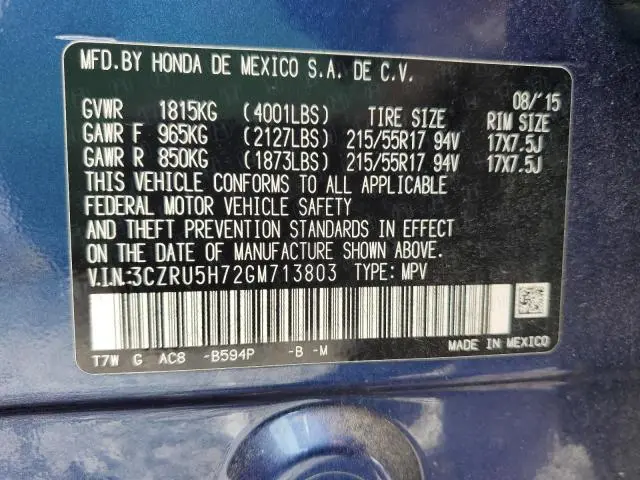 MFD.BY HONDA DE MEXICO S.A. DE C.V.
08/'15
GVWR 1815KG (4001LBS) TIRE SIZE RIM SIZE
GAWR F 965KG (2127LBS) 215/55R17 94V 17X7.5J
GAWR R 850KG (1873LBS) 215/55R17 94V 17X7.5J
THIS VEHICLE CONFORMS TO ALL APPLICABLE
FEDERAL MOTOR VEHICLE SAFETY
AND THEFT PREVENTION STANDARDS IN EFFECT
ON THE DATE OF MANUFACTURE SHOWN ABOVE.
V.I.N:3CZRU5H72GM713803 TYPE: MPV
T7W G AC8 -B594P -B -M MADE IN MEXICO